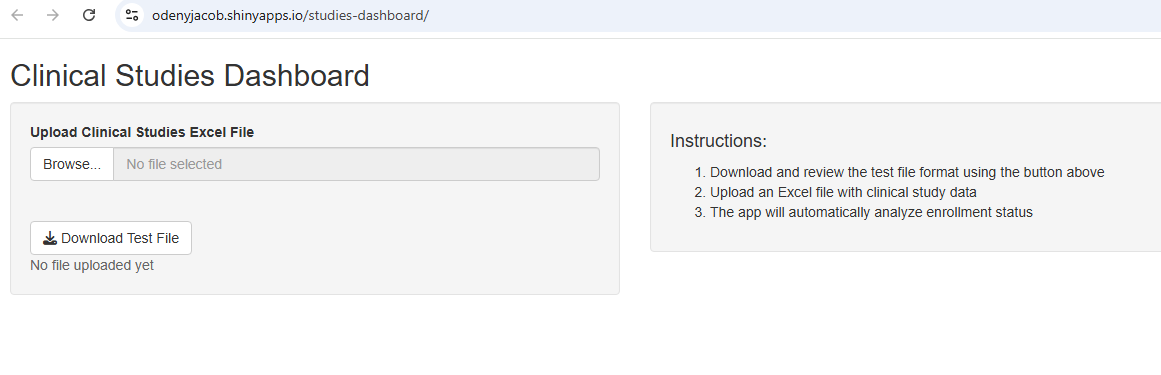 odenyjacob.shinyapps.io/studies-dashboard/
Clinical Studies Dashboard
Upload Clinical Studies Excel File
Browse... No file selected
Download Test File
No file uploaded yet
Instructions:
1. Download and review the test file format using the button above
2. Upload an Excel file with clinical study data
3. The app will automatically analyze enrollment status